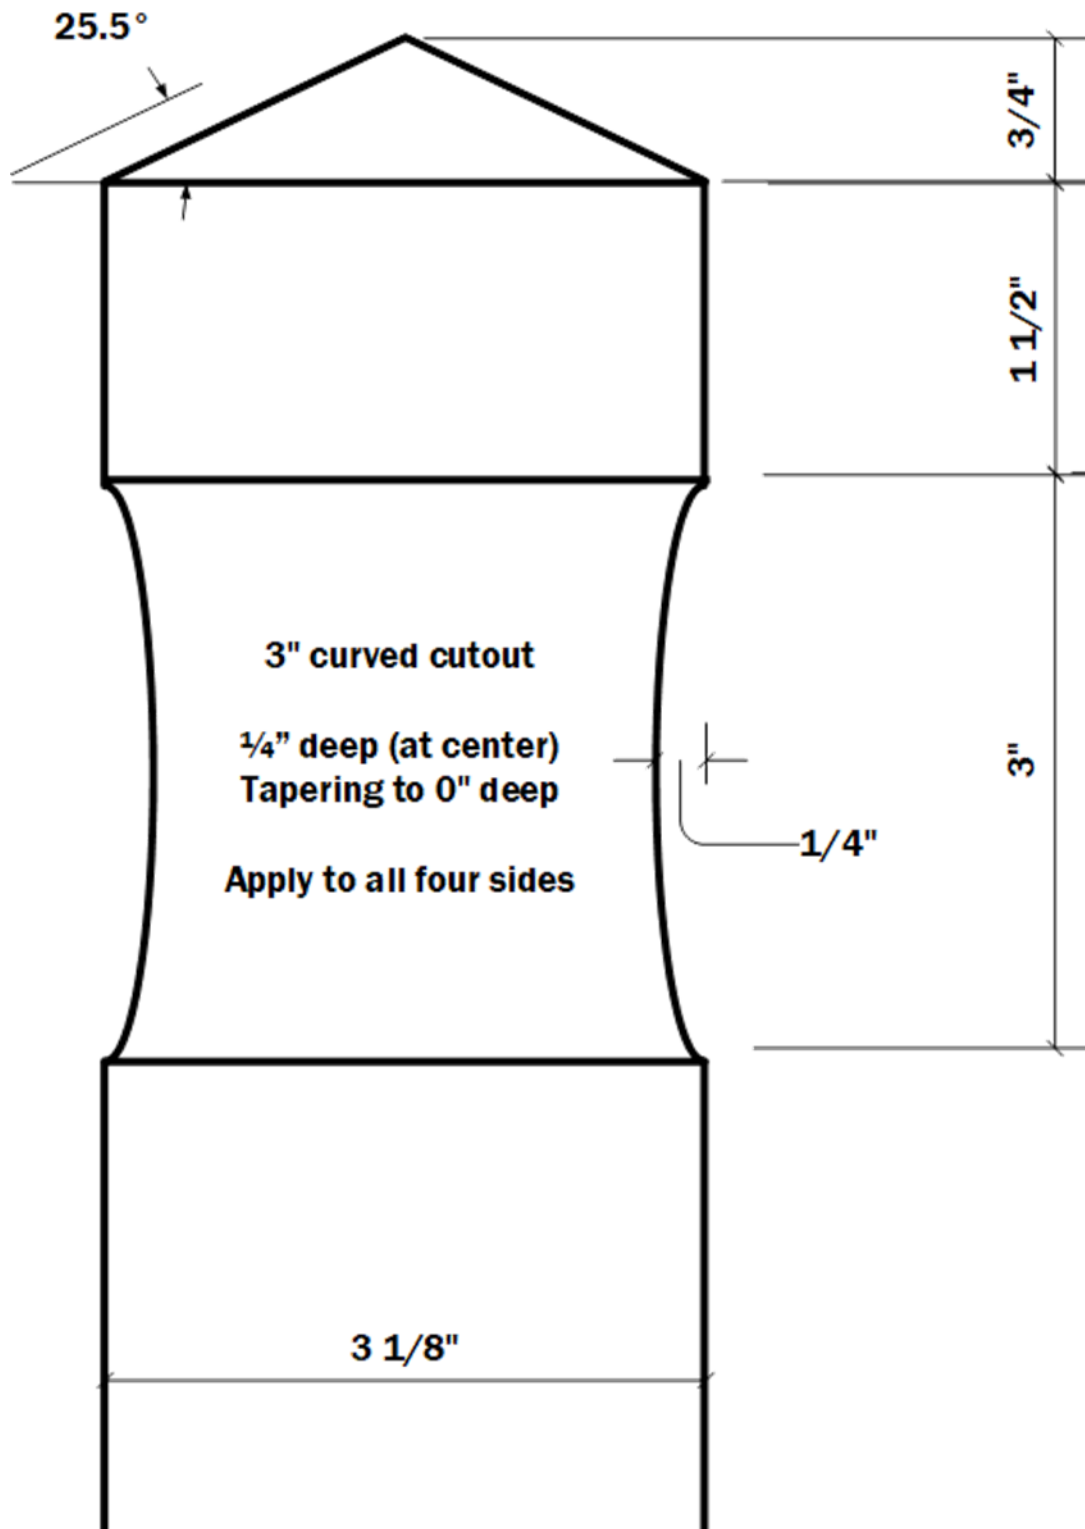 25.5°
3/4"
1 1/2"
3" curved cutout
¼” deep (at center)
Tapering to 0" deep
Apply to all four sides
3"
1/4"
3 1/8"